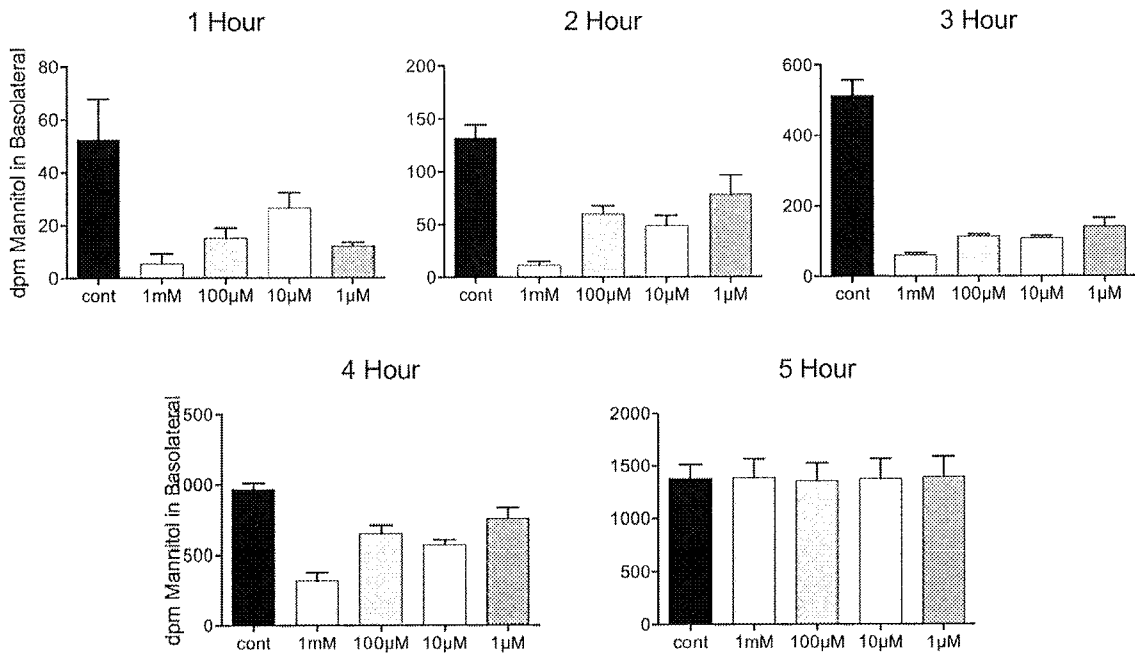 1 Hour
2 Hour
3 Hour
dpm Mannitol in Basolateral
80
60
40
20
0
cont 1mM 100µM 10µM 1µM
200
150
100
50
0
cont 1mM 100µM 10µM 1µM
600
400
200
0
cont 1mM 100µM 10µM 1µM
4 Hour
5 Hour
dpm Mannitol in Basolateral
500
000
500
0
cont 1mM 100µM 10µM 1µM
2000
1500
1000
500
0
cont 1mM 100µM 10µM 1µM